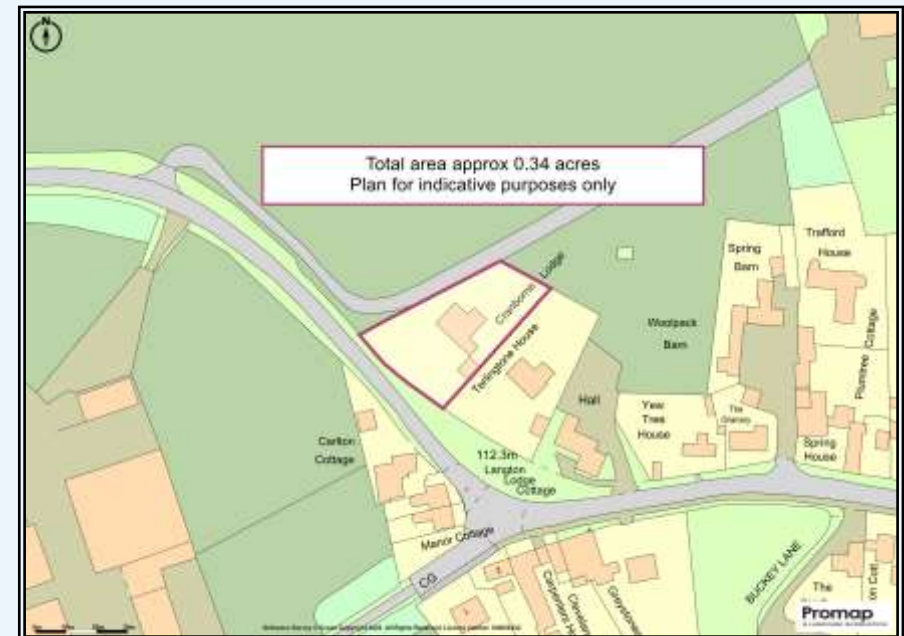 N
Total area approx 0.34 acres
Plan for indicative purposes only
Trafford
House
Spring
Barn
Cranborne Lodge
Woolpack
Barn
Plumtree Cottage
Hall
Yew
Tree
House
The
Granary
Spring
House
Carlton
Cottage
112.3m
Langton
Lodge
Cottage
Manor Cottage
CG
BUCKEY LANE
The
Promap